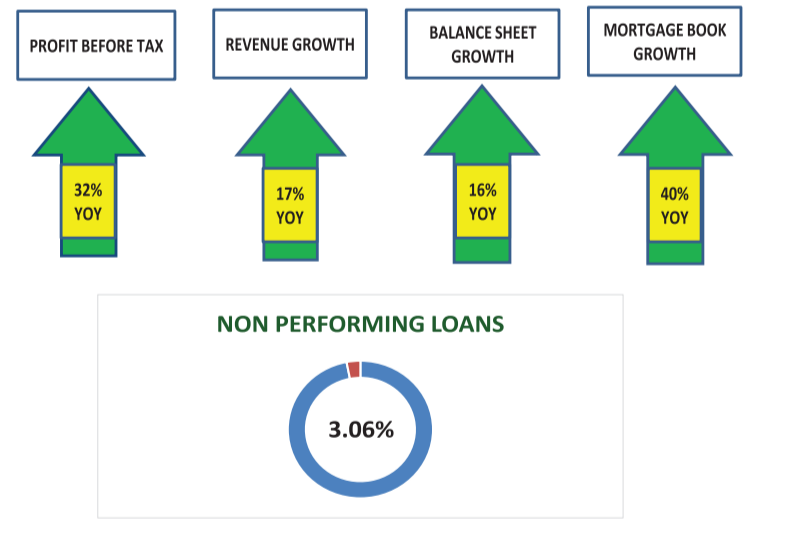 PROFIT BEFORE TAX
REVENUE GROWTH
BALANCE SHEET
GROWTH
MORTGAGE BOOK
GROWTH
32%
YOY
17%
YOY
16%
YOY
40%
YOY
NON PERFORMING LOANS
3.06%